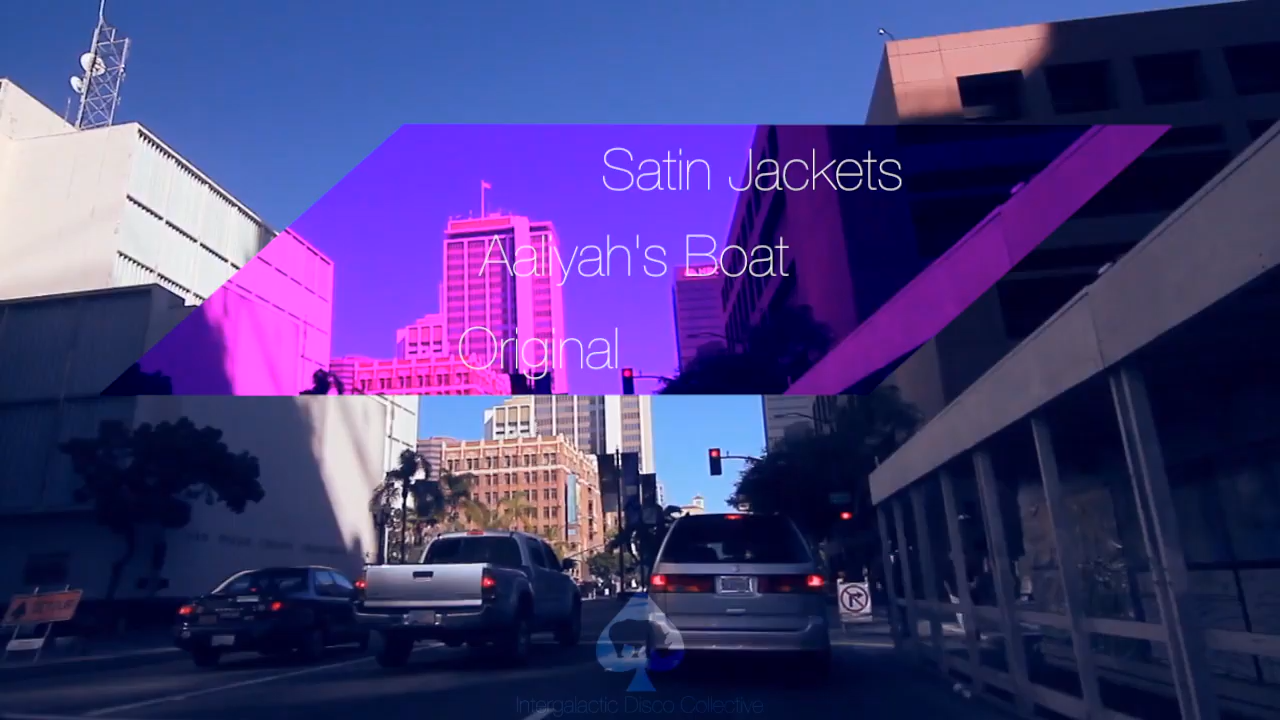 Satin Jackets
Aaliyah's Boat
Original
Intergalactic Disco Collective